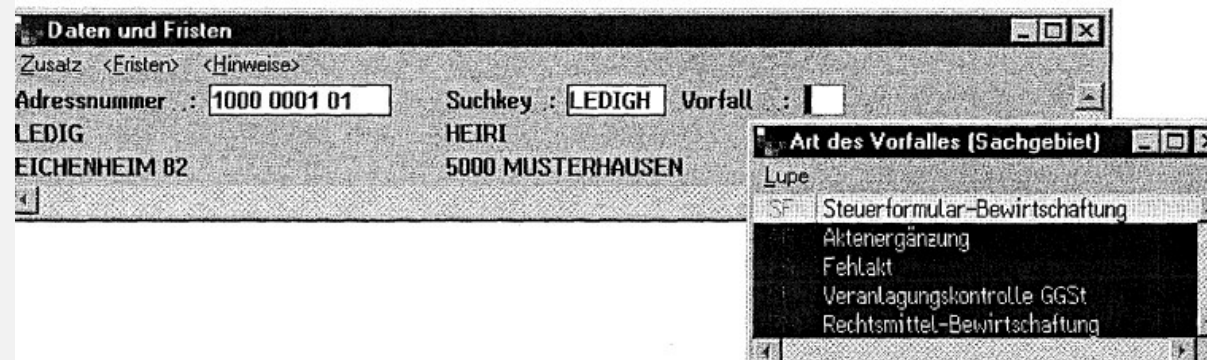 Daten und Fristen
Zusatz <Fristen> <Hinweise>
Adressnummer . : 1000 0001 01 Suchkey . : LEDIGH Vorfall . . :
LEDIG HEIRI
EICHENHEIM 82 5000 MUSTERHAUSEN
Art des Vorfalles (Sachgebiet)
Lupe
SF Steuerformular-Bewirtschaftung
Aktenergänzung
Fehlakt
Veranlagungskontrolle GGSt
Rechtsmittel-Bewirtschaftung